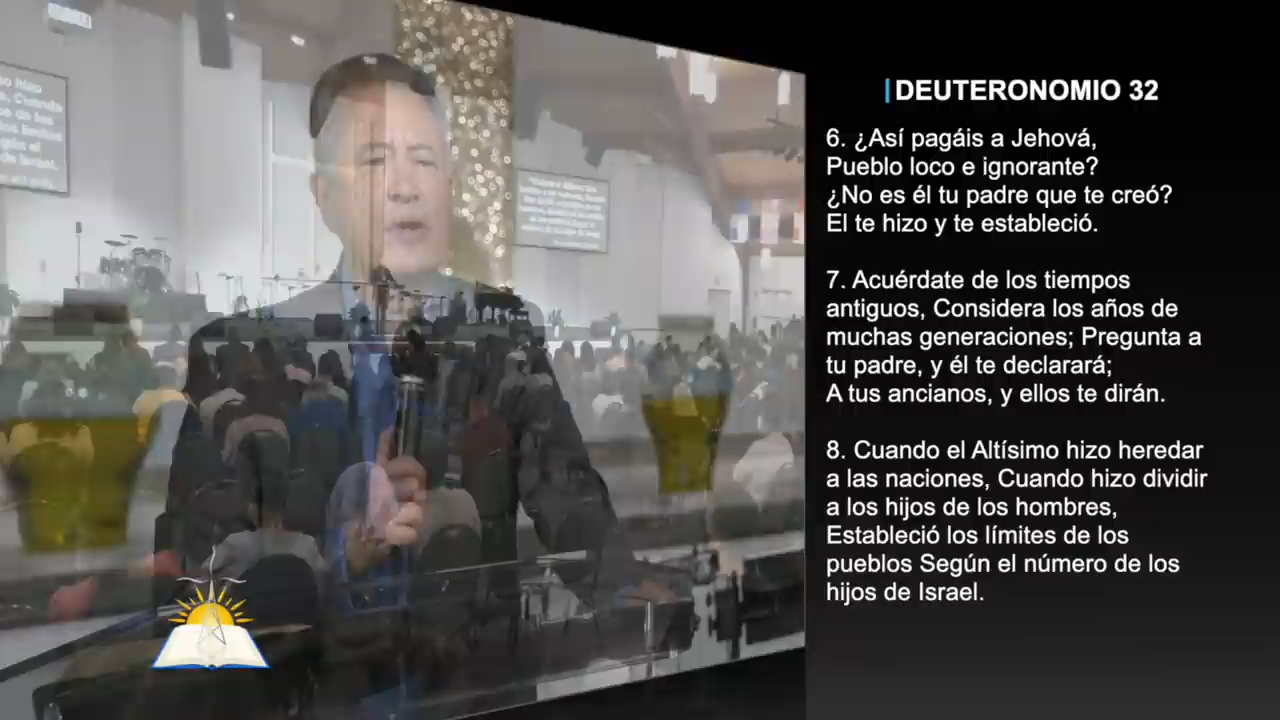 DEUTERONOMIO 32
6. ¿Así pagáis a Jehová,
Pueblo loco e ignorante?
¿No es él tu padre que te creó?
El te hizo y te estableció.
7. Acuérdate de los tiempos
antiguos, Considera los años de
muchas generaciones; Pregunta a
tu padre, y él te declarará;
A tus ancianos, y ellos te dirán.
8. Cuando el Altísimo hizo heredar
a las naciones, Cuando hizo dividir
a los hijos de los hombres,
Estableció los límites de los
pueblos Según el número de los
hijos de Israel.